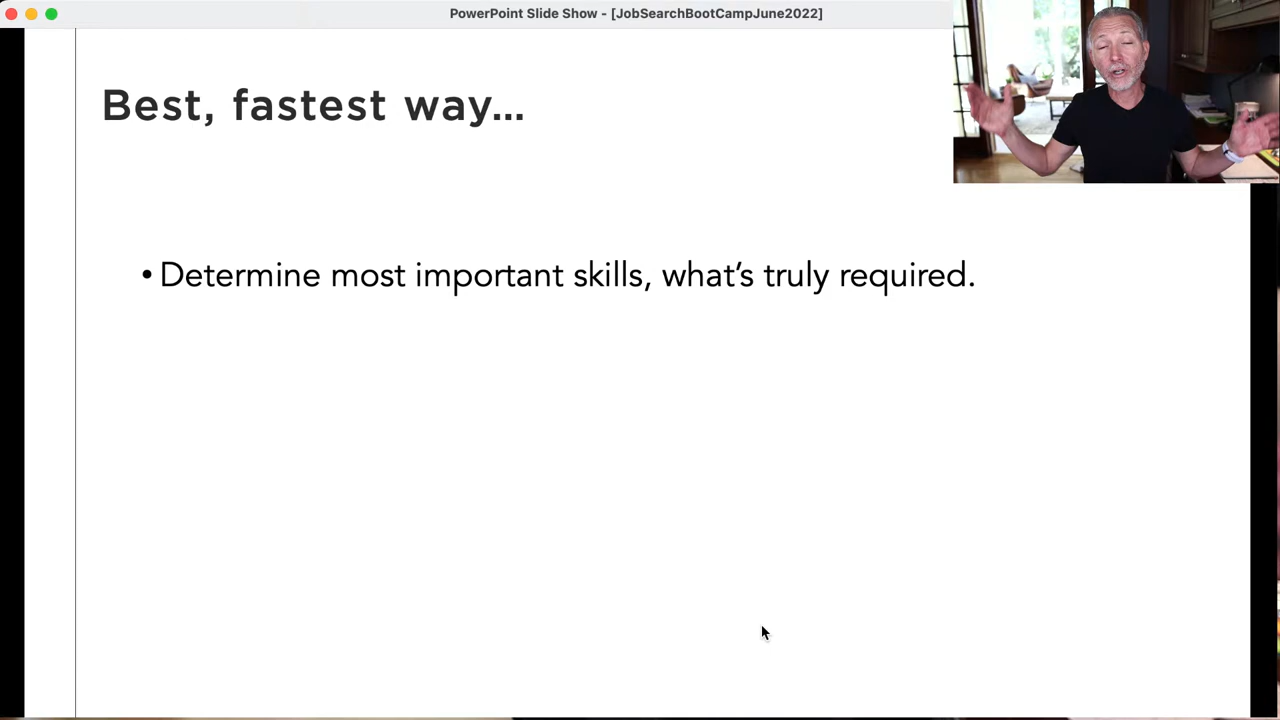 PowerPoint Slide Show - [JobSearchBootCampJune2022]
Best, fastest way...
• Determine most important skills, what's truly required.